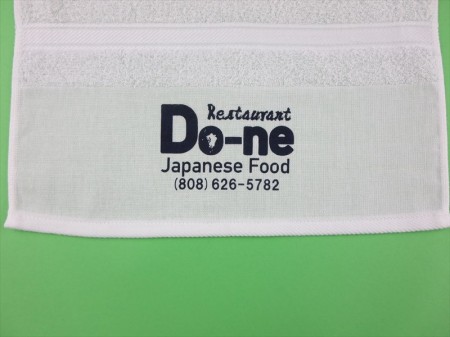 Restaurant
Do-ne
Japanese Food
(808) 626-5782